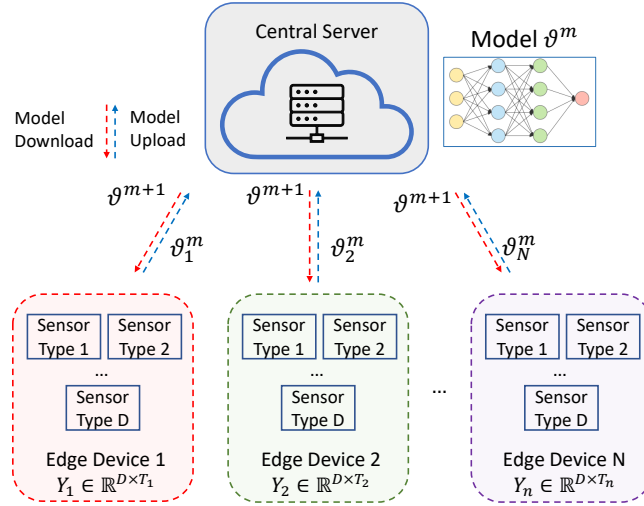 Central Server
Model ϑ^m
Model Download
Model Upload
ϑ^{m+1}
ϑ^{m+1}
ϑ^{m+1}
ϑ_1^m
ϑ_2^m
ϑ_N^m
Sensor Type 1
Sensor Type 2
...
Sensor Type D
Edge Device 1
Y_1 ∈ ℝ^{D×T_1}
Sensor Type 1
Sensor Type 2
...
Sensor Type D
Edge Device 2
Y_2 ∈ ℝ^{D×T_2}
...
Sensor Type 1
Sensor Type 2
...
Sensor Type D
Edge Device N
Y_n ∈ ℝ^{D×T_n}